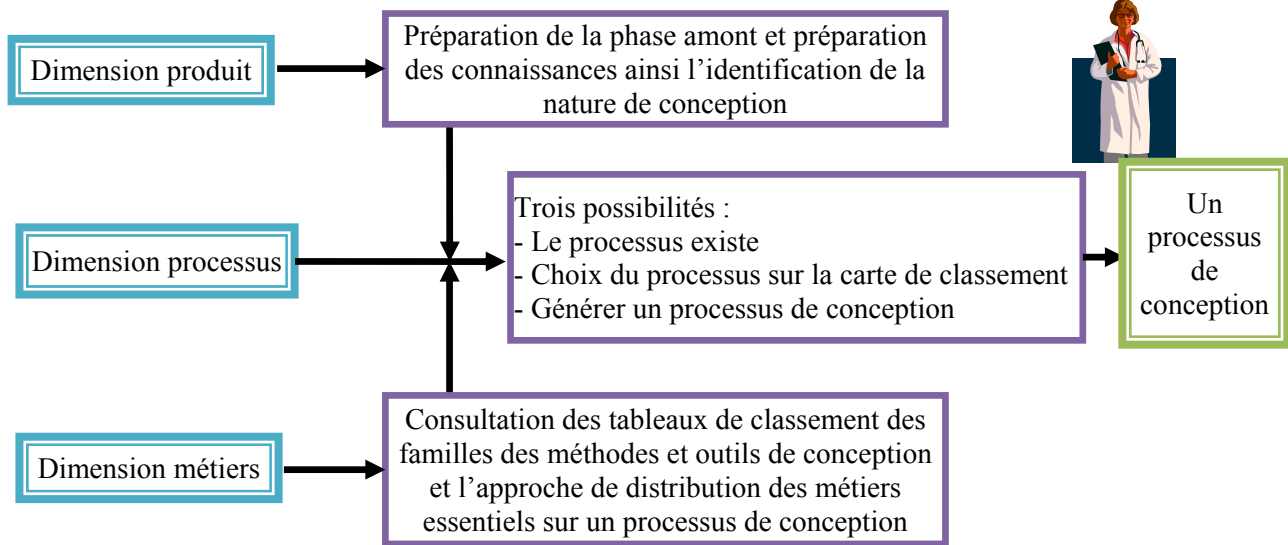 Dimension produit
Préparation de la phase amont et préparation
des connaissances ainsi l’identification de la
nature de conception
Dimension processus
Trois possibilités :
- Le processus existe
- Choix du processus sur la carte de classement
- Générer un processus de conception
Un
processus
de
conception
Dimension métiers
Consultation des tableaux de classement des
familles des méthodes et outils de conception
et l’approche de distribution des métiers
essentiels sur un processus de conception